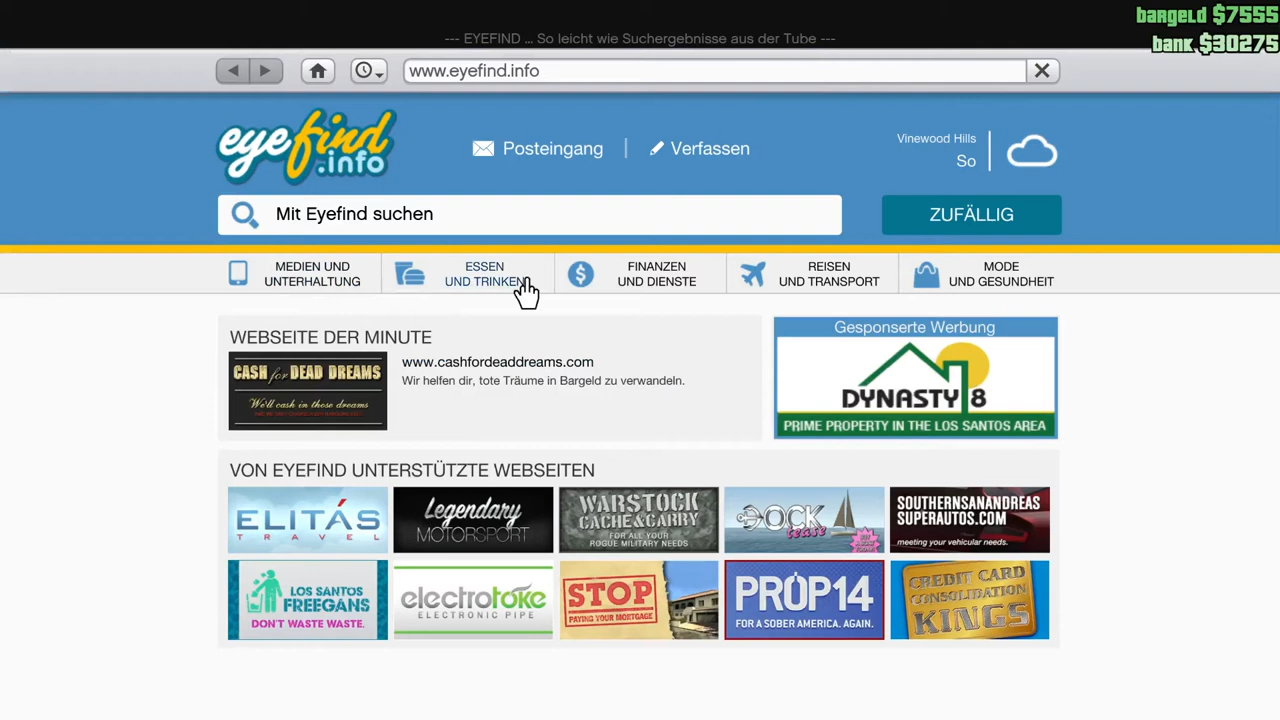 bargeld $7555
--- EYEFIND ... So leicht wie Suchergebnisse aus der Tube ---
bank $30275
www.eyefind.info
eyefind
.info
Posteingang
Verfassen
Vinewood Hills
So
Mit Eyefind suchen
ZUFÄLLIG
MEDIEN UND
UNTERHALTUNG
ESSEN
UND TRINKEN
FINANZEN
UND DIENSTE
REISEN
UND TRANSPORT
MODE
UND GESUNDHEIT
WEBSEITE DER MINUTE
CASH for DEAD DREAMS
We'll cash in those dreams
www.cashfordeaddreams.com
Wir helfen dir, tote Träume in Bargeld zu verwandeln.
Gesponserte Werbung
DYNASTY 8
PRIME PROPERTY IN THE LOS SANTOS AREA
VON EYEFIND UNTERSTÜTZTE WEBSEITEN
ELITÁS
TRAVEL
Legendary
MOTORSPORT
WARSTOCK
CACHE&CARRY
FOR ALL YOUR
ROGUE MILITARY NEEDS
DOCK
tease
SOUTHERNSANANDREAS
SUPERAUTOS.COM
meeting your vehicular needs.
LOS SANTOS
FREEGANS
DON'T WASTE WASTE.
electrotoke
ELECTRONIC PIPE
STOP
PAYING YOUR MORTGAGE
PROP14
FOR A SOBER AMERICA. AGAIN.
CREDIT CARD
CONSOLIDATION
KINGS